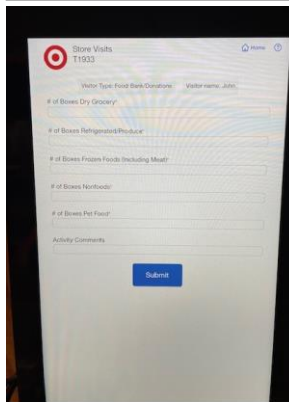 Store Visits
T1933
Home
Visitor Type: Food Bank/Donations Visitor name: John
# of Boxes Dry Grocery*
# of Boxes Refrigerated/Produce*
# of Boxes Frozen Foods (Including Meat)*
# of Boxes Nonfoods*
# of Boxes Pet Food*
Activity Comments
Submit